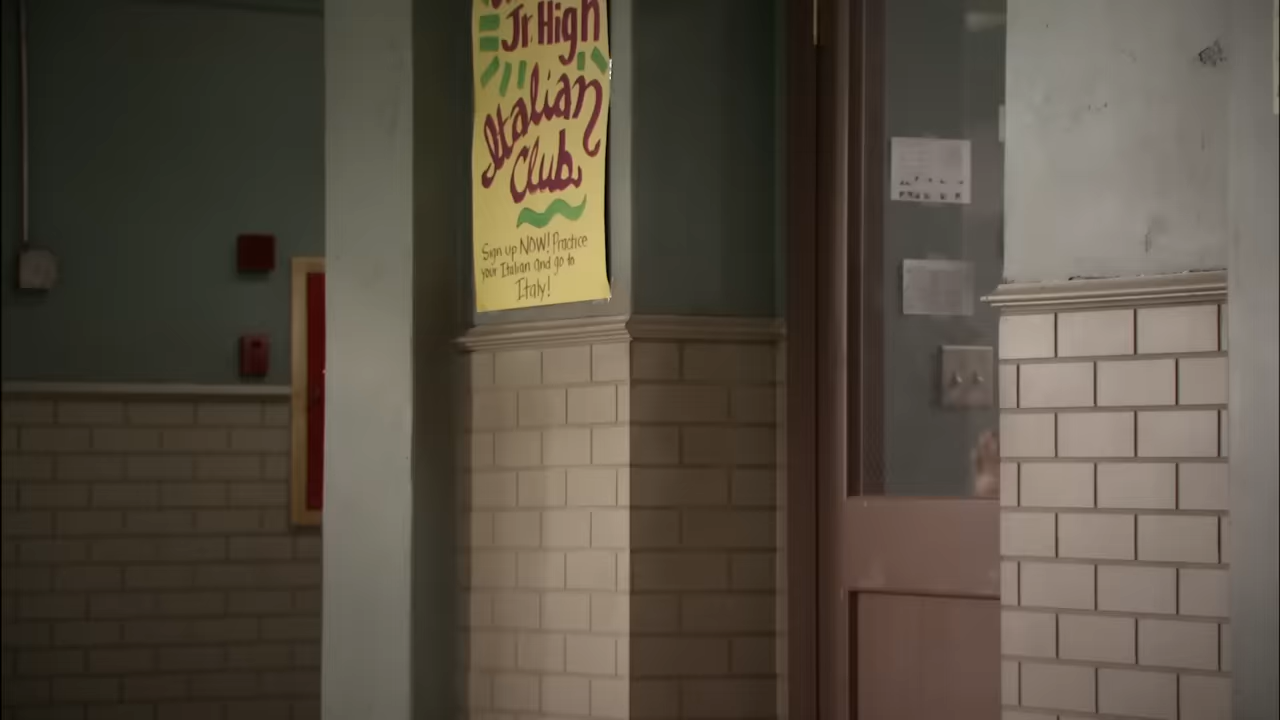 Jr. High
Italian
Club
Sign up NOW! Practice
your Italian and go to
Italy!